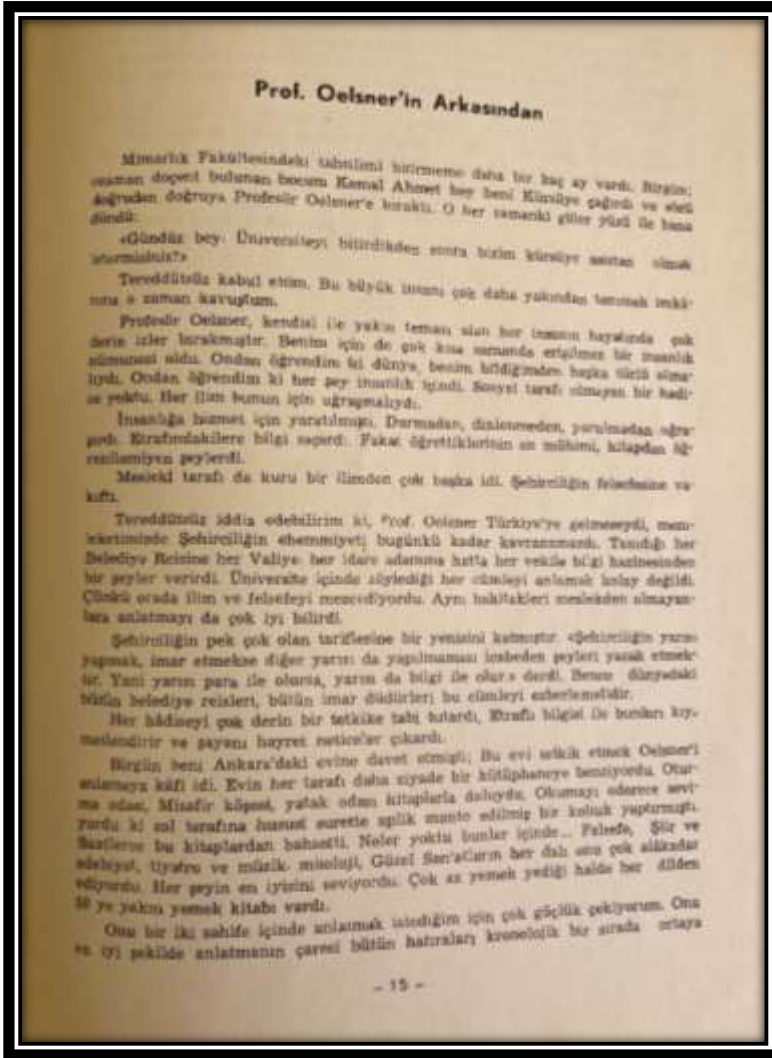 Prof. Oelsner'in Arkasından
Mimarlık Fakültesindeki tahsilimi bitirmeme daha bir kaç ay vardı. Birgün;
ozaman doçent bulunan hocam Kemal Ahmet bey beni Kürsüye çağırdı ve sözü
doğrudan doğruya Profesör Oelsner'e bıraktı. O her zamanki güler yüzü ile bana
döndü:
«Gündüz bey: Üniversiteyi bitirdikden sonra bizim kürsüye asistan olmak
istermisiniz?»
Tereddütsüz kabul ettim. Bu büyük insanı çok daha yakından tanımak imkâ-
nına o zaman kavuştum.
Profesör Oelsner, kendisi ile yakın teması olan her insanın hayatında çok
derin izler bırakmıştır. Benim için de çok kısa zamanda erişilmez bir insanlık
nümunesi oldu. Ondan öğrendim ki dünya, benim bildiğimden başka türlü olma-
lıydı. Ondan öğrendim ki her şey insanlık içindi. Sosyal tarafı olmayan bir hadi-
se yoktu. Her ilim bunun için uğraşmalıydı.
İnsanlığa hizmet için yaratılmıştı. Durmadan, dinlenmeden, yorulmadan uğra-
şırdı. Etrafındakilere bilgi saçardı. Fakat öğrettiklerinin en mühimi, kitapdan öğ-
renilemiyen şeylerdi.
Mesleki tarafı da kuru bir ilimden çok başka idi. Şehirciliğin felsefesine va-
kıftı.
Tereddütsüz iddia edebilirim ki, Prof. Oelsner Türkiye'ye gelmeseydi, mem-
leketimizde Şehirciliğin ehemmiyeti bugünkü kadar kavranamazdı. Tanıdığı her
Belediye Reisine her Valiye: her idare adamına hatta her vekile bilgi hazinesinden
bir şeyler verirdi. Üniversite içinde söylediği her cümleyi anlamak kolay değildi.
Çünkü orada ilim ve felsefeyi mezcediyordu. Aynı hakikatleri meslekden olmayan-
lara anlatmayı da çok iyi bilirdi.
Şehirciliğin pek çok olan tariflerine bir yenisini katmıştır. «Şehirciliğin yarısı
yapmak, imar etmekse diğer yarısı da yapılmaması icabeden şeyleri yasak etmek-
tir. Yani yarısı para ile olursa, yarısı da bilgi ile olur.» derdi. Bence dünyadaki
bütün belediye reisleri, bütün imar müdürleri bu cümleyi ezberlemelidir.
Her hâdiseyi çok derin bir tetkike tabi tutardı, Etraflı bilgisi ile bunları kıy-
metlendirir ve şayanı hayret neticeler çıkardı.
Birgün beni Ankara'daki evine davet etmişti; Bu evi tetkik etmek Oelsner'i
anlamaya kâfi idi. Evin her tarafı daha ziyade bir kütüphaneye benziyordu. Otur-
ma odası, Misafir köşesi, yatak odası kitaplarla doluydu. Okumayı oderece sevi-
yordu ki sol tarafına hususi surette aplik monte edilmiş bir koltuk yaptırmıştı.
Saatlerce bu kitaplardan bahsetti. Neler yoktu bunlar içinde... Felsefe, Şiir ve
edebiyat, tiyatro ve müzik. mitoloji, Güzel San'atların her dalı onu çok alâkadar
ediyordu. Her şeyin en iyisini seviyordu. Çok az yemek yediği halde her dilden
50 ye yakın yemek kitabı vardı.
Onu bir iki sahife içinde anlatmak istediğim için çok güçlük çekiyorum. Onu
en iyi şekilde anlatmanın çaresi bütün hatıraları kronolojik bir sırada ortaya
– 15 –